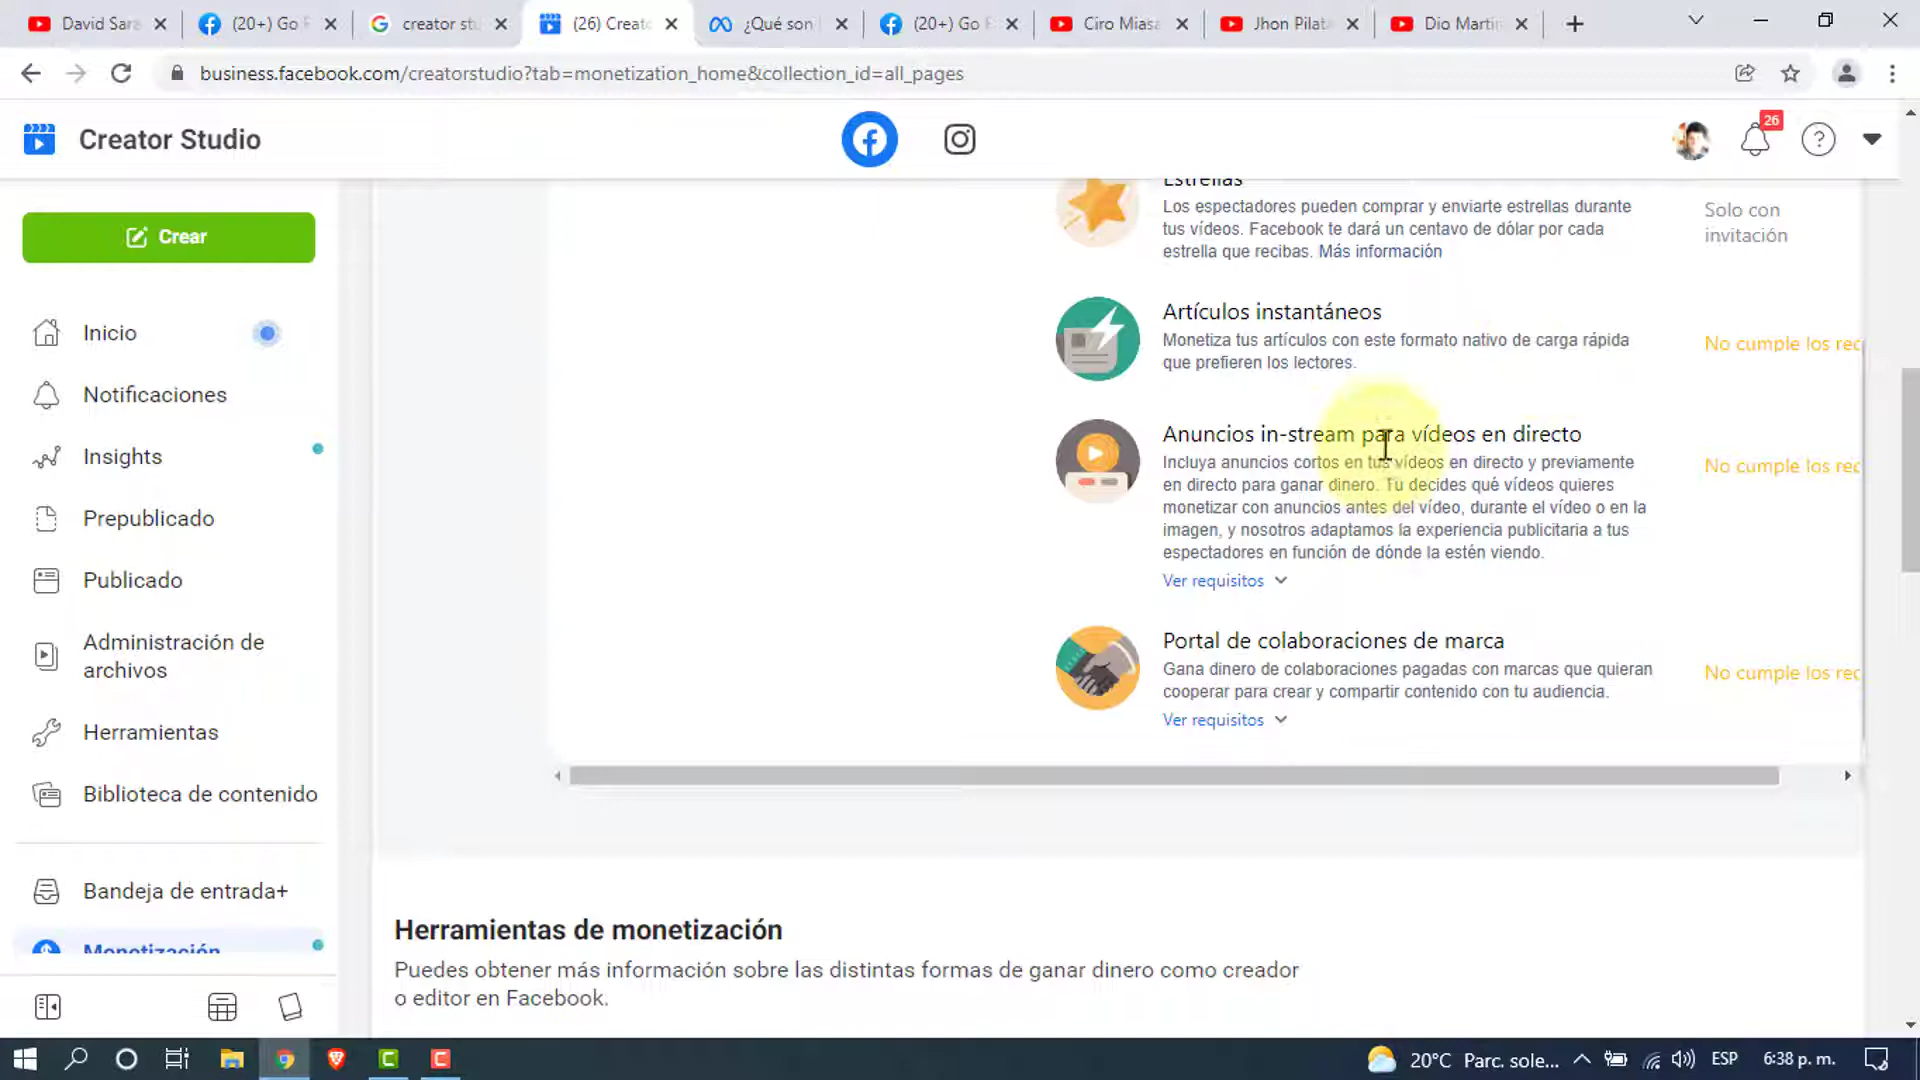 David Sara
(20+) Go F
creator stu
(26) Creato
¿Qué son
(20+) Go F
Ciro Miasa
Jhon Pilata
Dio Martin
business.facebook.com/creatorstudio?tab=monetization_home&collection_id=all_pages
Creator Studio
26
Crear
Inicio
Notificaciones
Insights
Prepublicado
Publicado
Administración de
archivos
Herramientas
Biblioteca de contenido
Bandeja de entrada+
Monetización
Estrellas
Los espectadores pueden comprar y enviarte estrellas durante
tus vídeos. Facebook te dará un centavo de dólar por cada
estrella que recibas. Más información
Solo con
invitación
Artículos instantáneos
Monetiza tus artículos con este formato nativo de carga rápida
que prefieren los lectores.
No cumple los rec
Anuncios in-stream para vídeos en directo
Incluya anuncios cortos en tus vídeos en directo y previamente
en directo para ganar dinero. Tu decides qué vídeos quieres
monetizar con anuncios antes del vídeo, durante el vídeo o en la
imagen, y nosotros adaptamos la experiencia publicitaria a tus
espectadores en función de dónde la estén viendo.
Ver requisitos
No cumple los rec
Portal de colaboraciones de marca
Gana dinero de colaboraciones pagadas con marcas que quieran
cooperar para crear y compartir contenido con tu audiencia.
Ver requisitos
No cumple los rec
Herramientas de monetización
Puedes obtener más información sobre las distintas formas de ganar dinero como creador
o editor en Facebook.
20°C Parc. sole...
ESP
6:38 p. m.